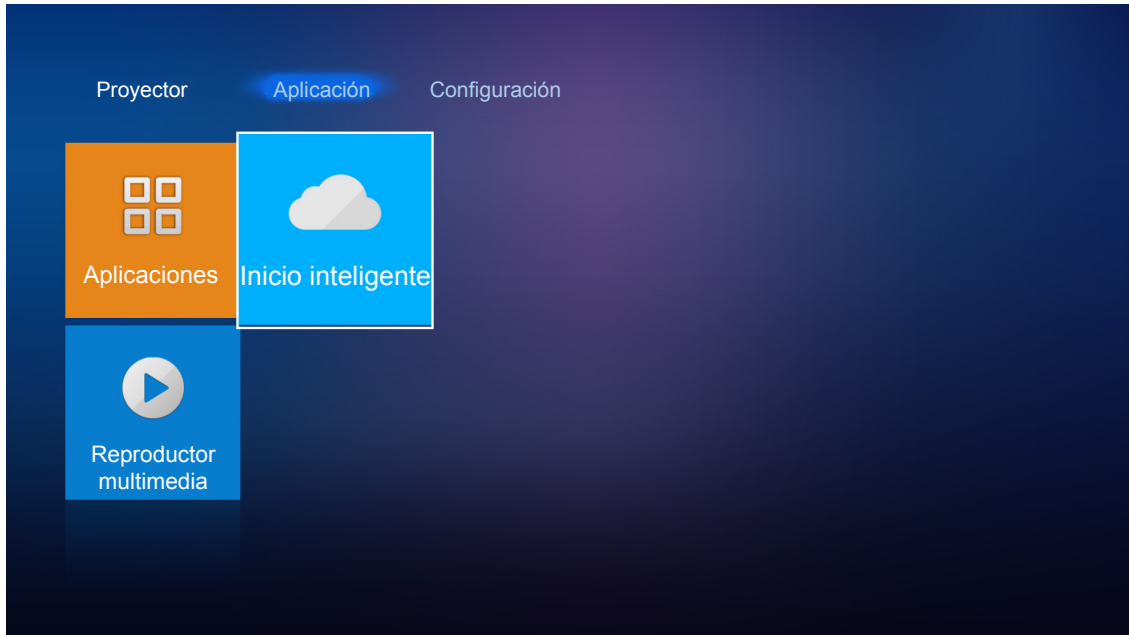 Proyector Aplicación Configuración
Aplicaciones
Inicio inteligente
Reproductor
multimedia